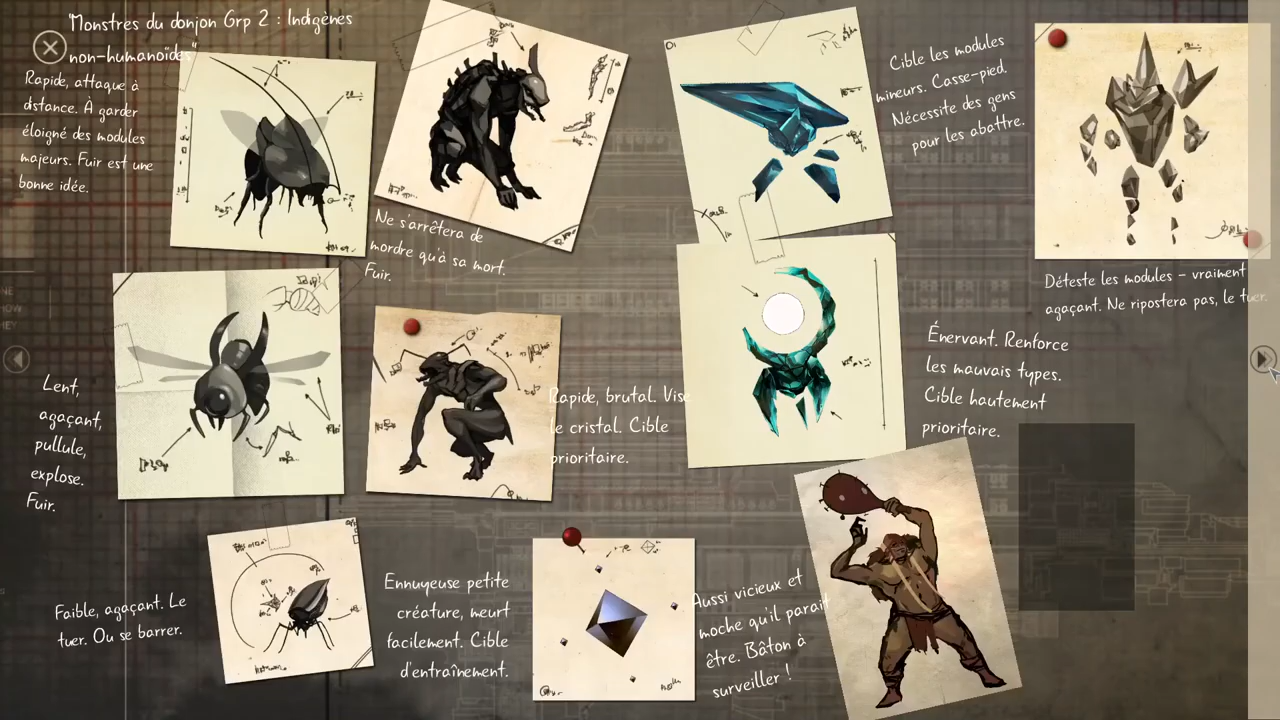 "Monstres du donjon Grp 2 : Indigènes
non-humanoïdes"
Rapide, attaque à
distance. À garder
éloigné des modules
majeurs. Fuir est une
bonne idée.
Ne s'arrêtera de
mordre qu'à sa mort.
Fuir.
Cible les modules
mineurs. Casse-pied.
Nécessite des gens
pour les abattre.
Déteste les modules – vraiment
agaçant. Ne ripostera pas, le tuer.
Lent,
agaçant,
pullule,
explose.
Fuir.
Rapide, brutal. Vise
le cristal. Cible
prioritaire.
Énervant. Renforce
les mauvais types.
Cible hautement
prioritaire.
Faible, agaçant. Le
tuer. Ou se barrer.
Ennuyeuse petite
créature, meurt
facilement. Cible
d'entraînement.
Aussi vicieux et
moche qu'il parait
être. Bâton à
surveiller !